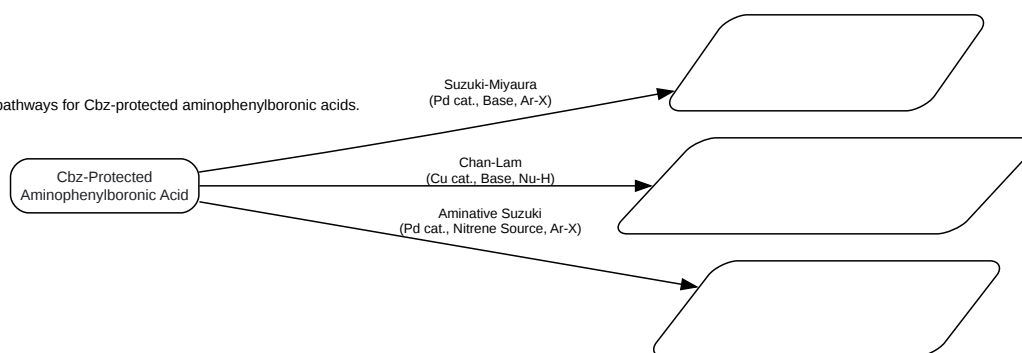 Suzuki-Miyaura
(Pd cat., Base, Ar-X)
pathways for Cbz-protected aminophenylboronic acids.
Chan-Lam
(Cu cat., Base, Nu-H)
Cbz-Protected
Aminophenylboronic Acid
Aminative Suzuki
(Pd cat., Nitrene Source, Ar-X)